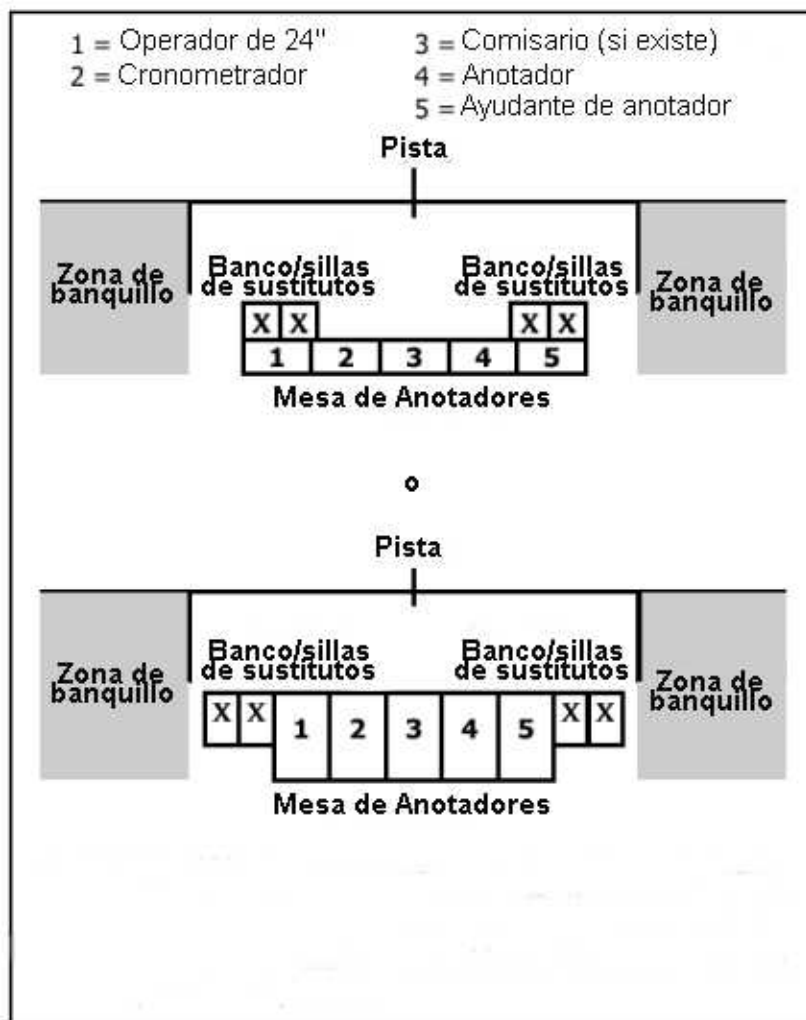 1 = Operador de 24" 3 = Comisario (si existe)
2 = Cronometrador 4 = Anotador
5 = Ayudante de anotador
Pista
Zona de banquillo
Banco/sillas de sustitutos
Banco/sillas de sustitutos
Zona de banquillo
X X X X
1 2 3 4 5
Mesa de Anotadores
o
Pista
Zona de banquillo
Banco/sillas de sustitutos
Banco/sillas de sustitutos
Zona de banquillo
X X 1 2 3 4 5 X X
Mesa de Anotadores